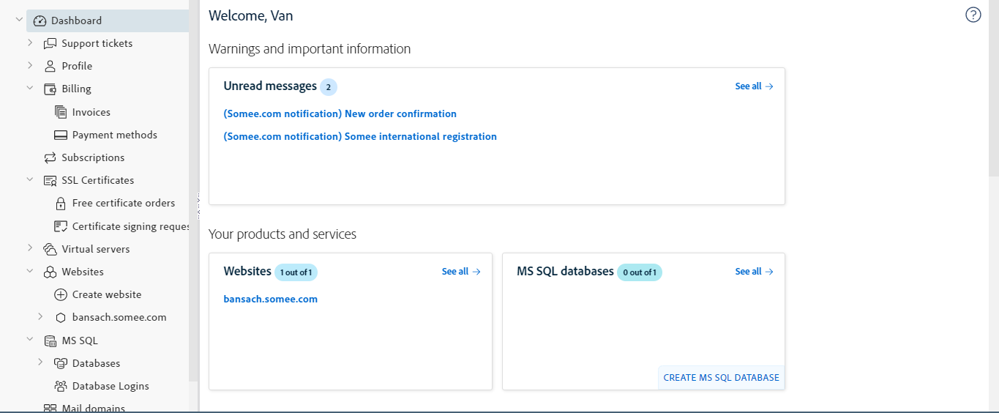 Dashboard
Support tickets
Profile
Billing
Invoices
Payment methods
Subscriptions
SSL Certificates
Free certificate orders
Certificate signing reques
Virtual servers
Websites
Create website
bansach.somee.com
MS SQL
Databases
Database Logins
Mail domains
Welcome, Van
?
Warnings and important information
Unread messages 2 See all →
(Somee.com notification) New order confirmation
(Somee.com notification) Somee international registration
Your products and services
Websites 1 out of 1 See all →
bansach.somee.com
MS SQL databases 0 out of 1 See all →
CREATE MS SQL DATABASE